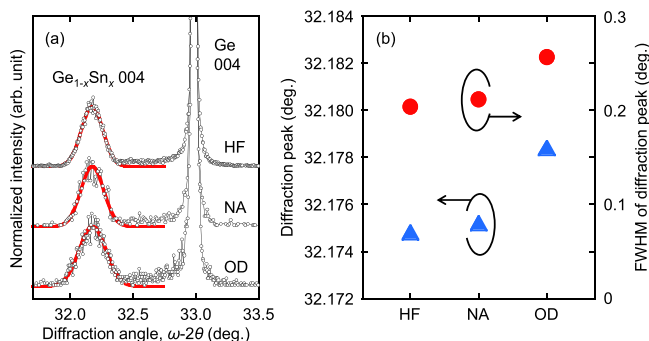 (a)
Ge
004
Ge1-xSnx 004
HF
NA
OD
Normalized intensity (arb. unit)
32.0
32.5
33.0
33.5
Diffraction angle, ω-2θ (deg.)
(b)
Diffraction peak (deg.)
32.184
32.182
32.180
32.178
32.176
32.174
32.172
HF
NA
OD
0.3
0.2
0.1
0
FWHM of diffraction peak (deg.)